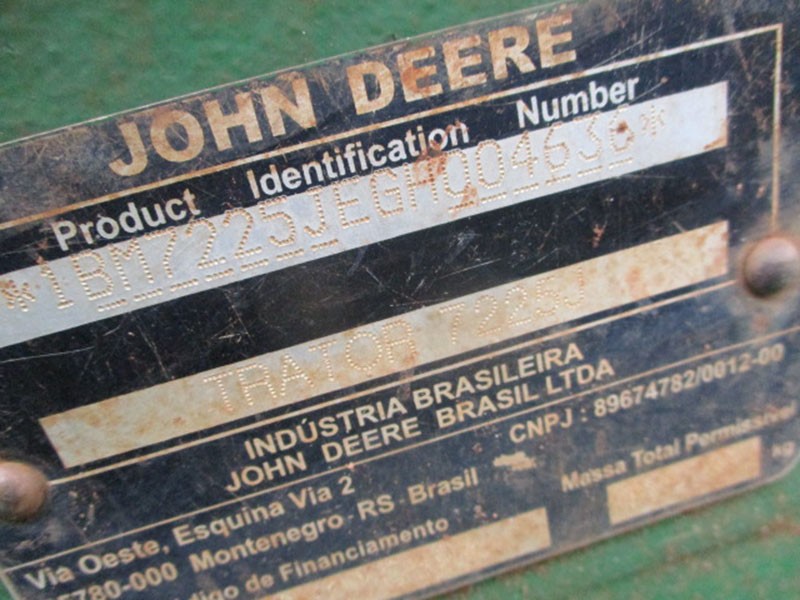 JOHN DEERE
Product Identification Number
*1BM7225JEGH004636*
TRATOR 7225J
INDÚSTRIA BRASILEIRA
JOHN DEERE BRASIL LTDA
CNPJ : 89674782/0012-00
Via Oeste, Esquina Via 2
Montenegro - RS - Brasil
Massa Total Permissível
kg
de Financiamento